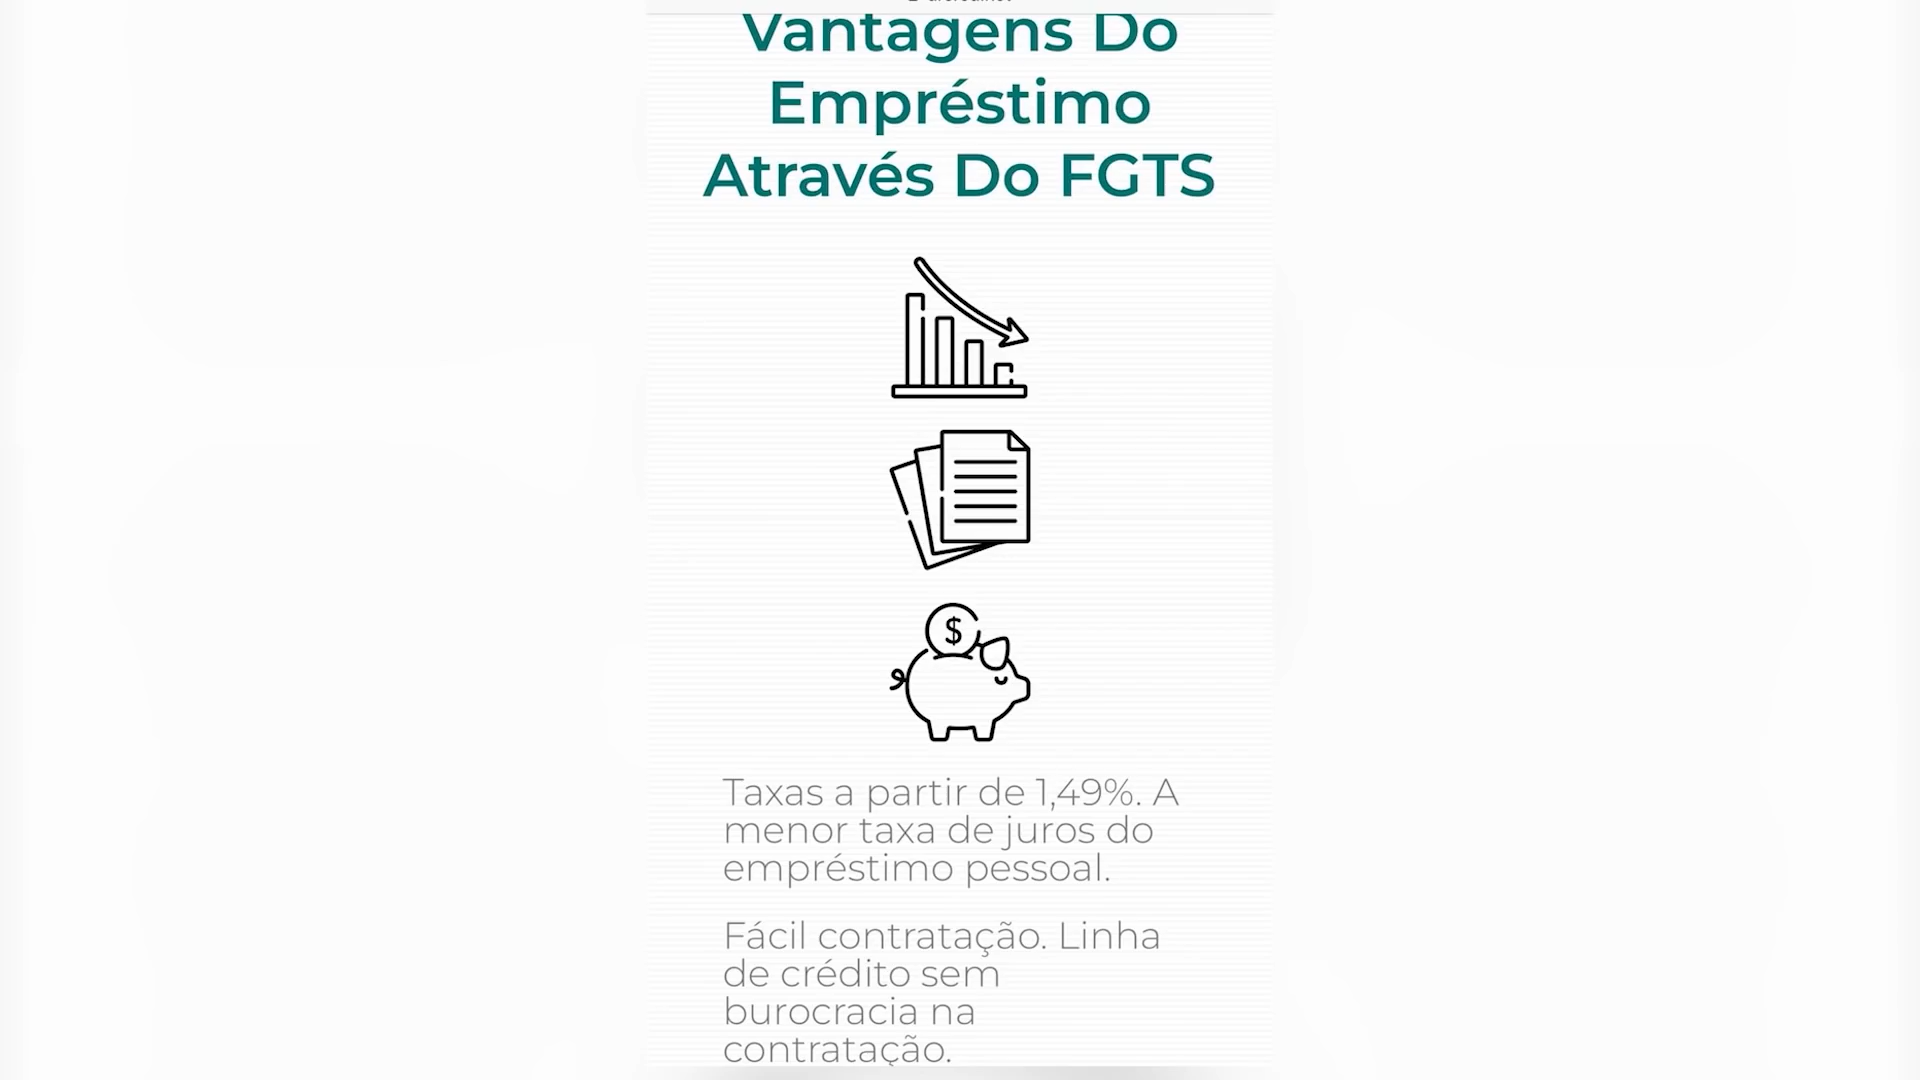 Vantagens Do
Empréstimo
Através Do FGTS
$
Taxas a partir de 1,49%. A
menor taxa de juros do
empréstimo pessoal.
Fácil contratação. Linha
de crédito sem
burocracia na
contratação.